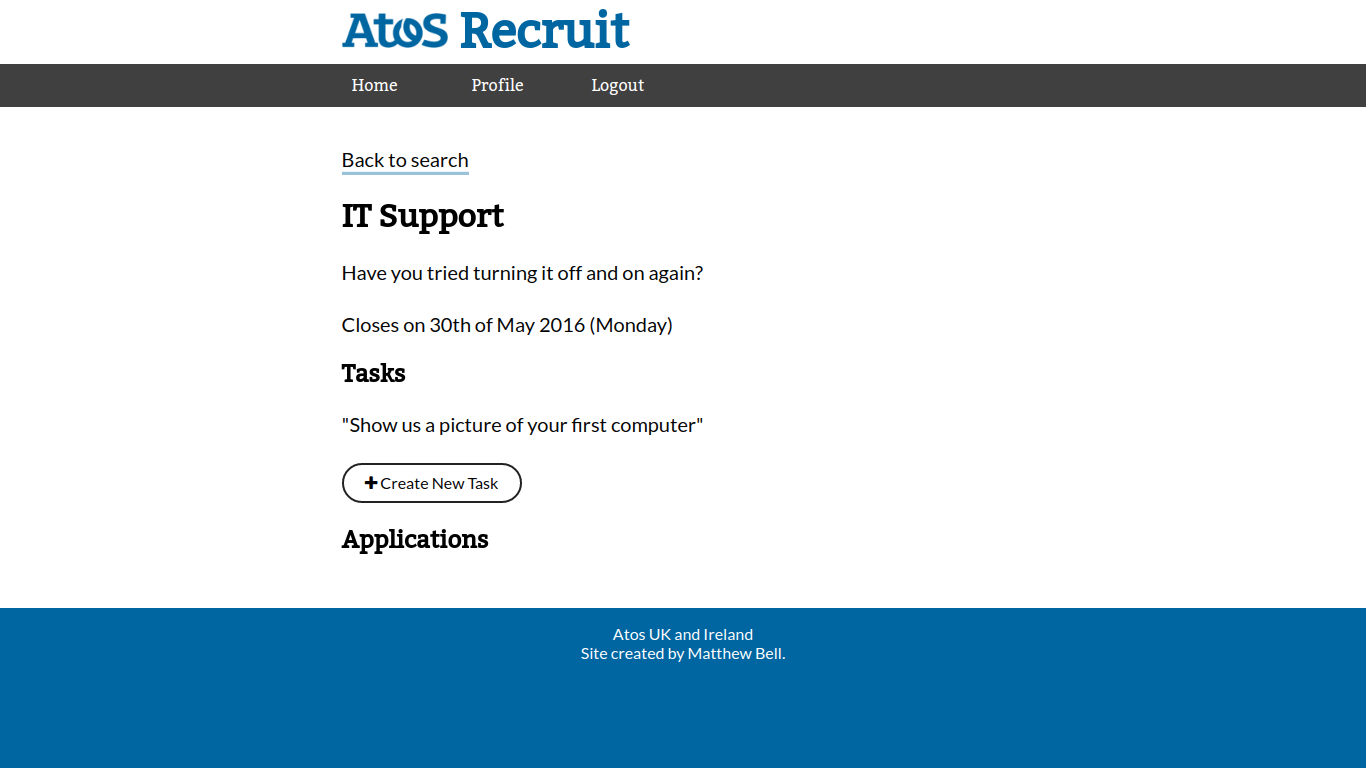 Atos Recruit
Home Profile Logout
Back to search
IT Support
Have you tried turning it off and on again?
Closes on 30th of May 2016 (Monday)
Tasks
"Show us a picture of your first computer"
Create New Task
Applications
Atos UK and Ireland
Site created by Matthew Bell.